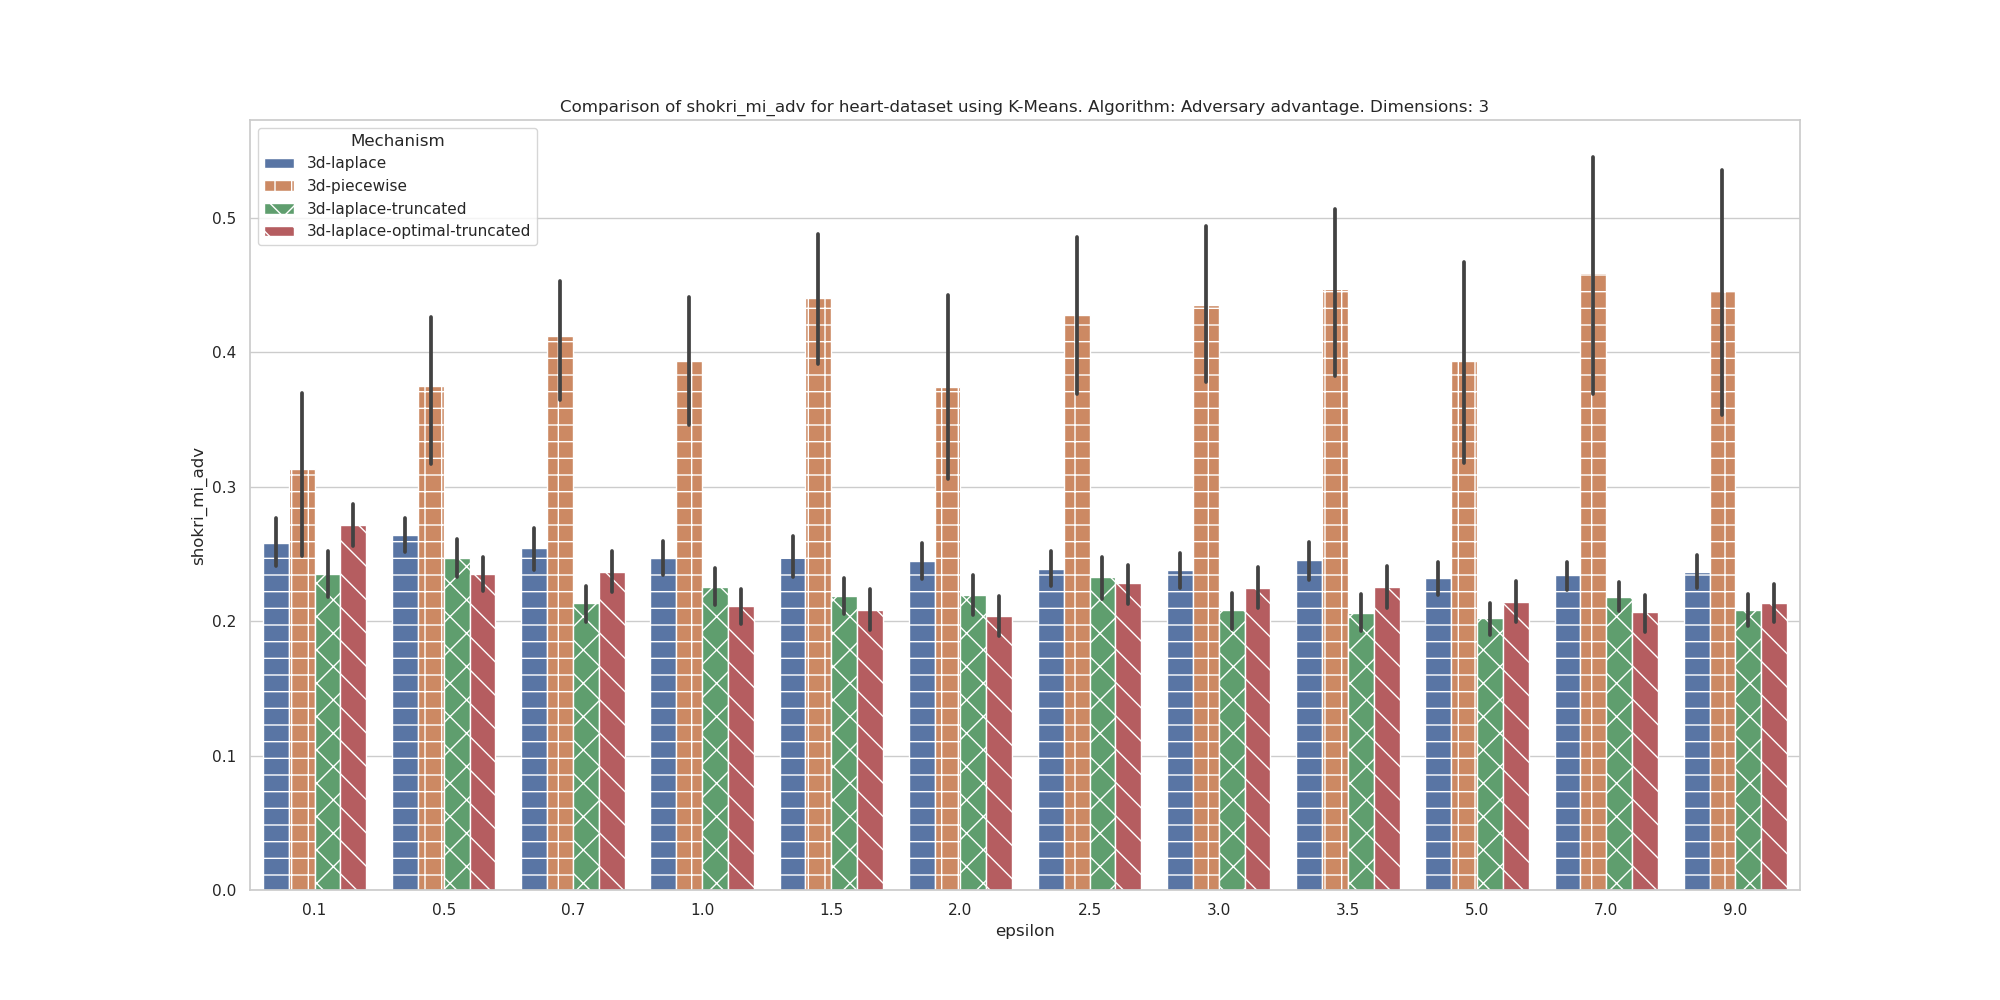 Comparison of shokri_mi_adv for heart-dataset using K-Means. Algorithm: Adversary advantage. Dimensions: 3
Mechanism
3d-laplace
3d-piecewise
3d-laplace-truncated
3d-laplace-optimal-truncated
shokri_mi_adv
0.5
0.4
0.3
0.2
0.1
0.0
0.1 0.5 0.7 1.0 1.5 2.0 2.5 3.0 3.5 5.0 7.0 9.0
epsilon